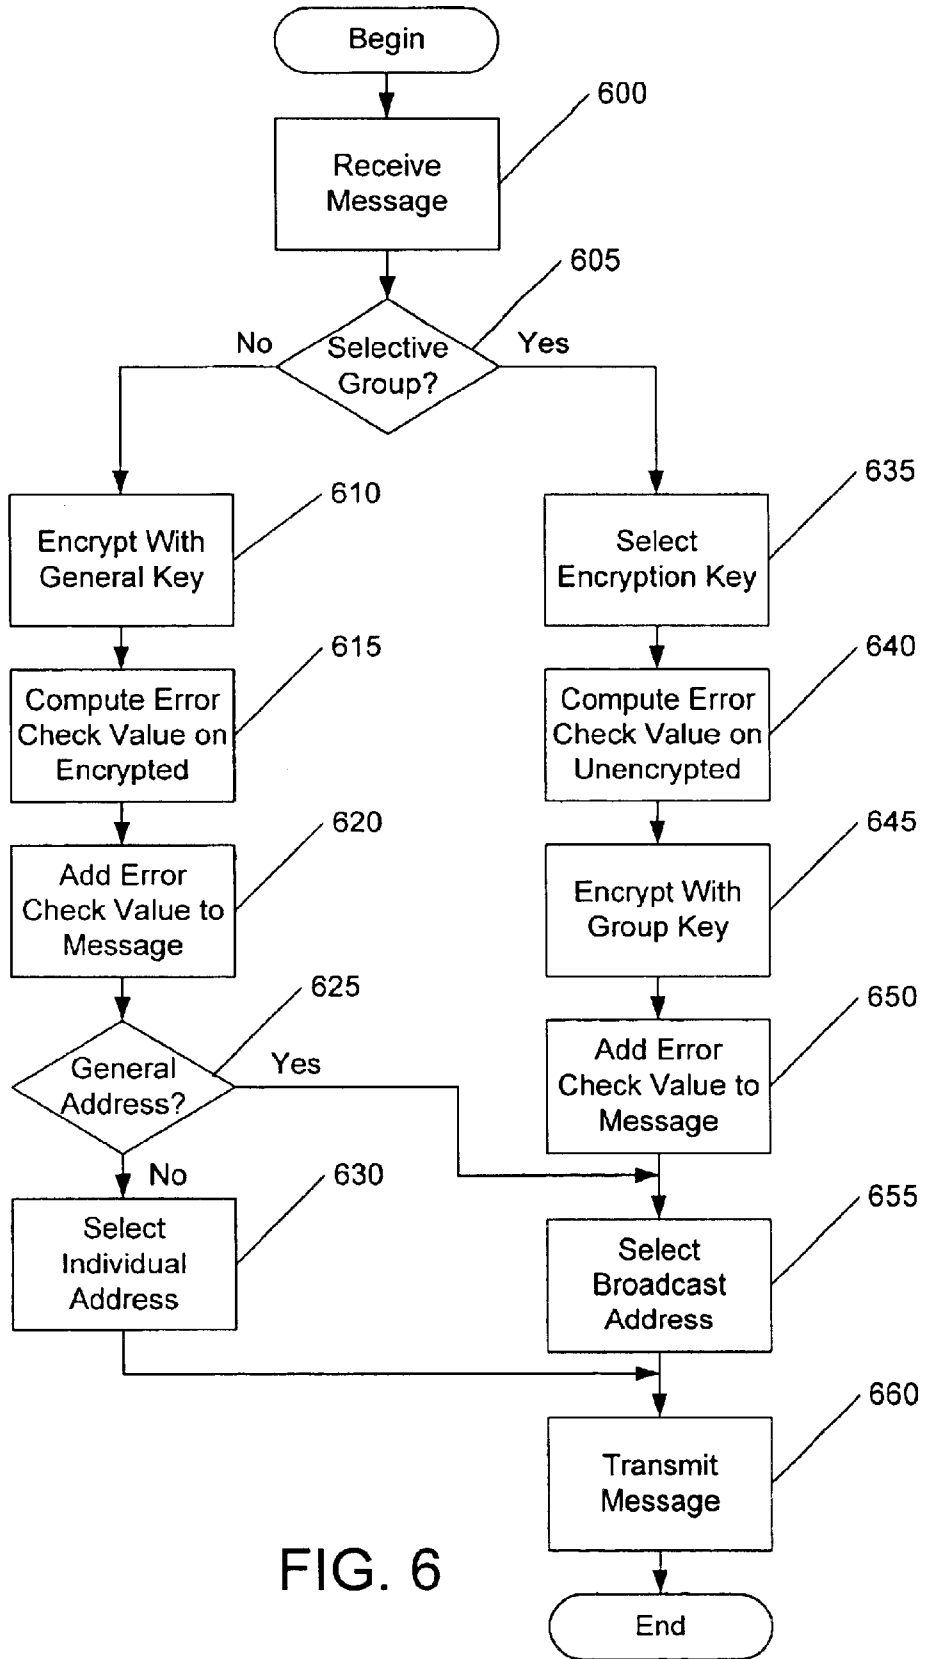 Begin
600
Receive
Message
605
No
Selective
Group?
Yes
610
Encrypt With
General Key
635
Select
Encryption Key
615
Compute Error
Check Value on
Encrypted
640
Compute Error
Check Value on
Unencrypted
620
Add Error
Check Value to
Message
645
Encrypt With
Group Key
625
General
Address?
Yes
No
650
Add Error
Check Value to
Message
630
Select
Individual
Address
655
Select
Broadcast
Address
660
Transmit
Message
FIG. 6
End